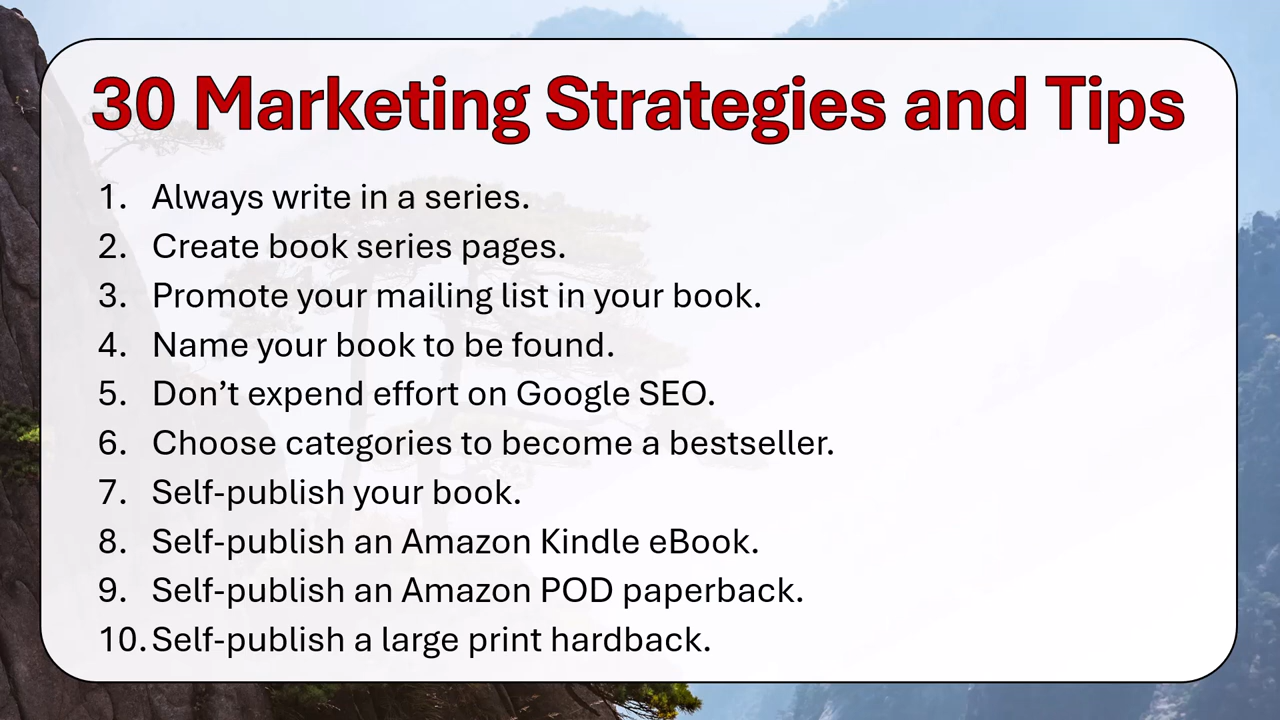 30 Marketing Strategies and Tips
1. Always write in a series.
2. Create book series pages.
3. Promote your mailing list in your book.
4. Name your book to be found.
5. Don’t expend effort on Google SEO.
6. Choose categories to become a bestseller.
7. Self-publish your book.
8. Self-publish an Amazon Kindle eBook.
9. Self-publish an Amazon POD paperback.
10. Self-publish a large print hardback.